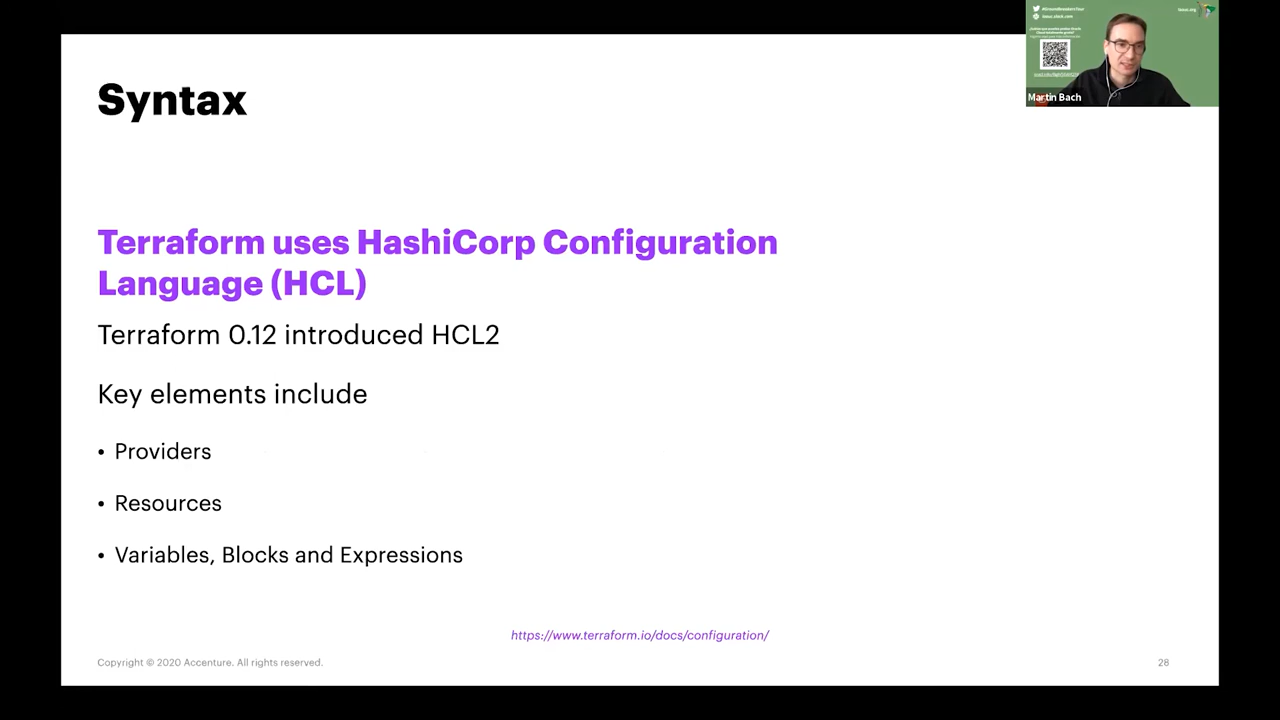 Syntax
Terraform uses HashiCorp Configuration
Language (HCL)
Terraform 0.12 introduced HCL2
Key elements include
• Providers
• Resources
• Variables, Blocks and Expressions
https://www.terraform.io/docs/configuration/
Copyright © 2020 Accenture. All rights reserved.
28
Martin Bach